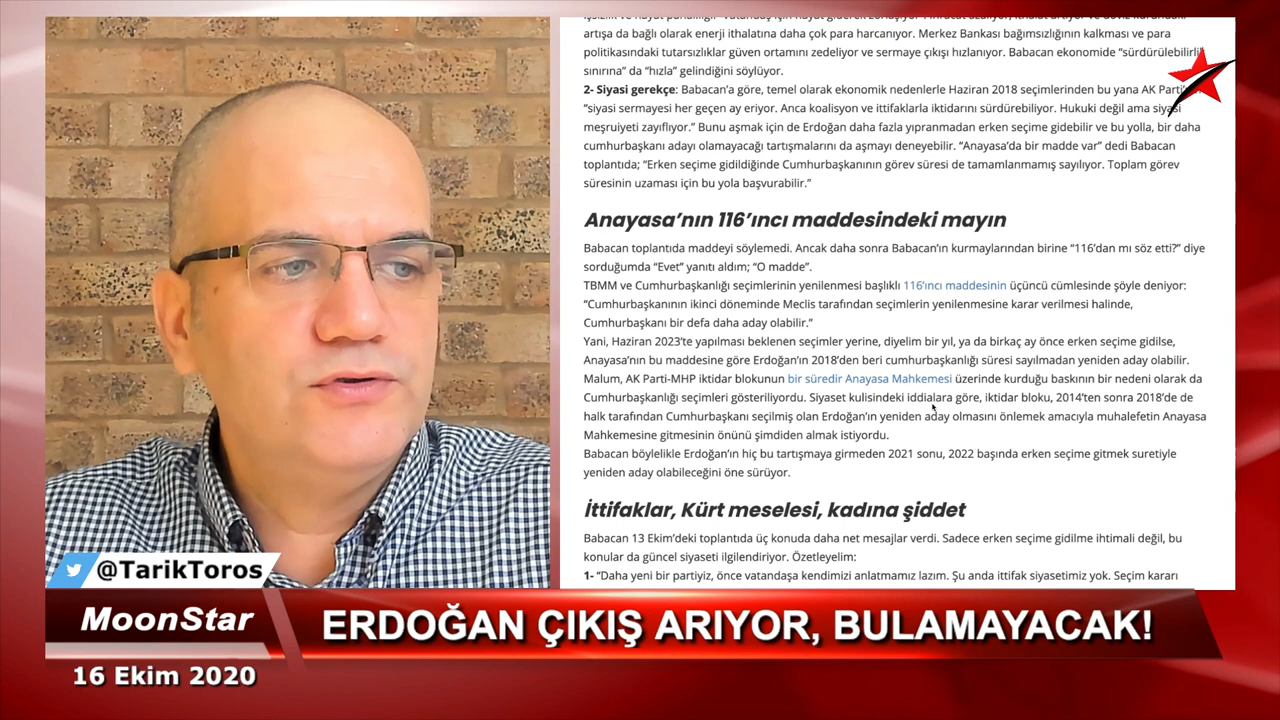 işsizlik ve hayat pahalılığı. Vatandaş için hayat giderek zorlaşıyor. İhracat azalıyor, ithalat artıyor ve döviz kurundaki
artışa da bağlı olarak enerji ithalatına daha çok para harcanıyor. Merkez Bankası bağımsızlığının kalkması ve para
politikasındaki tutarsızlıklar güven ortamını zedeliyor ve sermaye çıkışı hızlanıyor. Babacan ekonomide “sürdürülebilirlik
sınırına” da “hızla” gelindiğini söylüyor.
2- Siyasi gerekçe: Babacan’a göre, temel olarak ekonomik nedenlerle Haziran 2018 seçimlerinden bu yana AK Parti’
“siyasi sermayesi her geçen ay eriyor. Anca koalisyon ve ittifaklarla iktidarını sürdürebiliyor. Hukuki değil ama siyasi
meşruiyeti zayıflıyor.” Bunu aşmak için de Erdoğan daha fazla yıpranmadan erken seçime gidebilir ve bu yolla, bir daha
cumhurbaşkanı adayı olamayacağı tartışmalarını da aşmayı deneyebilir. “Anayasa’da bir madde var” dedi Babacan
toplantıda; “Erken seçime gidildiğinde Cumhurbaşkanının görev süresi de tamamlanmamış sayılıyor. Toplam görev
süresinin uzaması için bu yola başvurabilir.”
Anayasa’nın 116’ıncı maddesindeki mayın
Babacan toplantıda maddeyi söylemedi. Ancak daha sonra Babacan’ın kurmaylarından birine “116’dan mı söz etti?” diye
sorduğumda “Evet” yanıtı aldım; “O madde”.
TBMM ve Cumhurbaşkanlığı seçimlerinin yenilenmesi başlıklı 116’ıncı maddesinin üçüncü cümlesinde şöyle deniyor:
“Cumhurbaşkanının ikinci döneminde Meclis tarafından seçimlerin yenilenmesine karar verilmesi halinde,
Cumhurbaşkanı bir defa daha aday olabilir.”
Yani, Haziran 2023’te yapılması beklenen seçimler yerine, diyelim bir yıl, ya da birkaç ay önce erken seçime gidilse,
Anayasa’nın bu maddesine göre Erdoğan’ın 2018’den beri cumhurbaşkanlığı süresi sayılmadan yeniden aday olabilir.
Malum, AK Parti-MHP iktidar blokunun bir süredir Anayasa Mahkemesi üzerinde kurduğu baskının bir nedeni olarak da
Cumhurbaşkanlığı seçimleri gösteriliyordu. Siyaset kulisindeki iddialara göre, iktidar bloku, 2014’ten sonra 2018’de de
halk tarafından Cumhurbaşkanı seçilmiş olan Erdoğan’ın yeniden aday olmasını önlemek amacıyla muhalefetin Anayasa
Mahkemesine gitmesinin önünü şimdiden almak istiyordu.
Babacan böylelikle Erdoğan’ın hiç bu tartışmaya girmeden 2021 sonu, 2022 başında erken seçime gitmek suretiyle
yeniden aday olabileceğini öne sürüyor.
İttifaklar, Kürt meselesi, kadına şiddet
Babacan 13 Ekim’deki toplantıda üç konuda daha net mesajlar verdi. Sadece erken seçime gidilme ihtimali değil, bu
konular da güncel siyaseti ilgilendiriyor. Özetleyelim:
1- “Daha yeni bir partiyiz, önce vatandaşa kendimizi anlatmamız lazım. Şu anda ittifak siyasetimiz yok. Seçim kararı
@TarikToros
MoonStar
ERDOĞAN ÇIKIŞ ARIYOR, BULAMAYACAK!
16 Ekim 2020